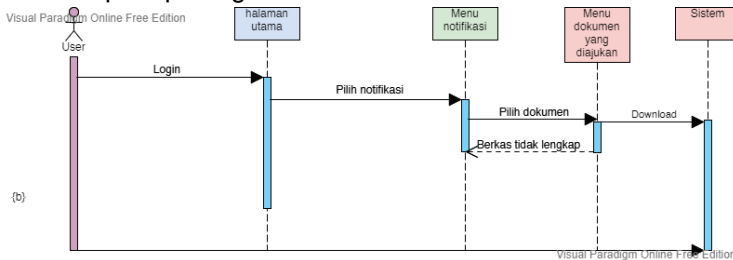 Visual Paradigm Online Free Edition
User
halaman
utama
Menu
notifikasi
Menu
dokumen
yang
diajukan
Sistem
Login
Pilih notifikasi
Pilih dokumen
Download
Berkas tidak lengkap
{b}
Visual Paradigm Online Free Edition